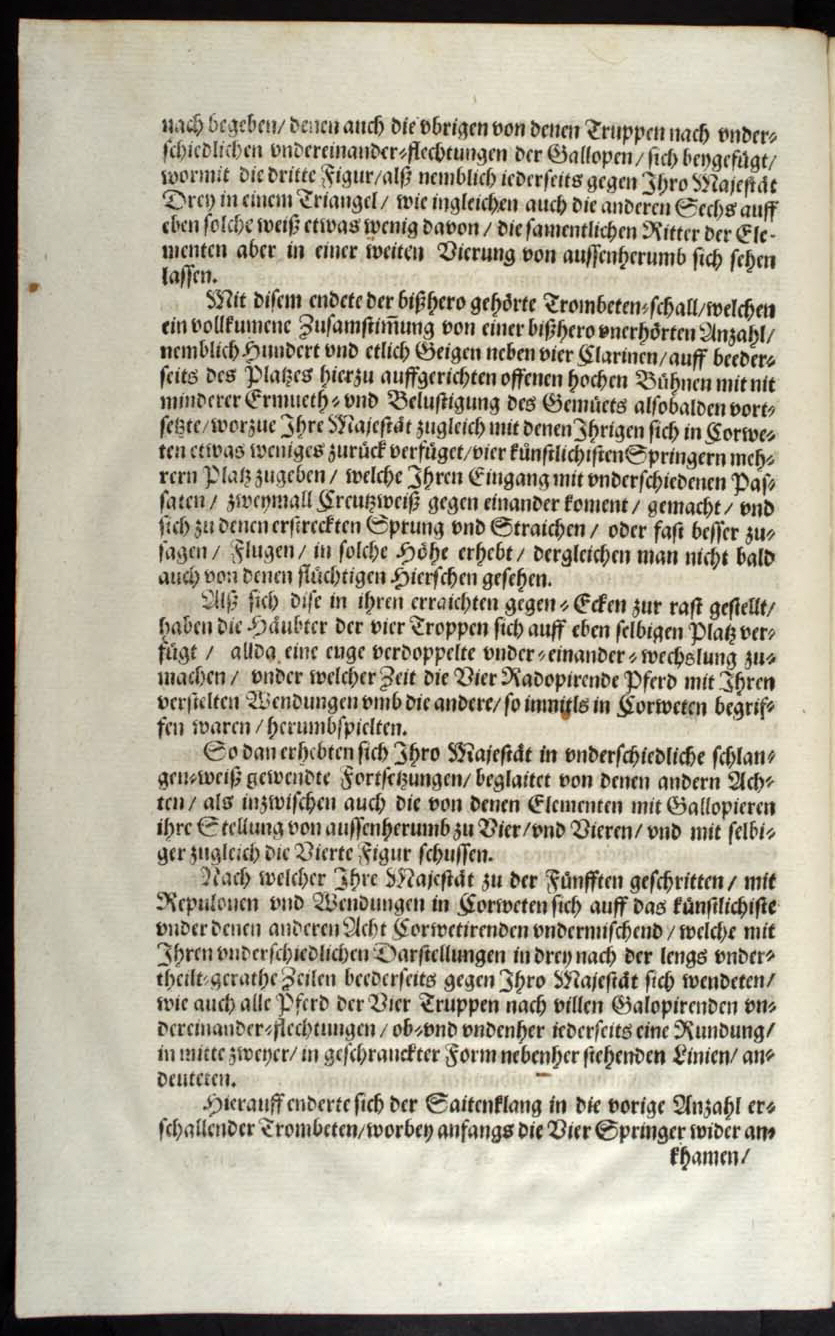 nach begeben/ denen auch die vbrigen von denen Truppen nach vnder⸗
schiedlichen vndereinander⸗flechtungen der Gallopen/ sich beygefügt/
wormit die dritte Figur/alß nemblich iederseits gegen Ihro Majestät
Drey in einem Triangel/ wie ingleichen auch die anderen Sechs auff
eben solche weiß etwas wenig davon/ die samentlichen Ritter der Ele-
menten aber in einer weiten Vierung von aussenherumb sich sehen
lassen.
Mit disem endete der bißhero gehörte Trombeten⸗schall/welchen
ein vollkumene Zusamstim̃ung von einer bißhero vnerhörten Anzahl/
nemblich Hundert vnd etlich Geigen neben vier Clarinen/auff beeder⸗
seits des Platzes hierzu auffgerichten offenen hochen Bühnen mit nit
minderer Ermueth⸗ vnd Belustigung des Gemüets alsobalden vort⸗
setzte/worzue Ihre Majestät zugleich mit denen Ihrigen sich in Corwe⸗
ten etwas weniges zurück verfüget/vier künstlichisten Springern meh⸗
rern Platz zugeben/ welche Ihren Eingang mit vnderschiedenen Pas⸗
saten/ zweymall Creutzweiß gegen einander koment/ gemacht/ vnd
sich zu denen erstreckten Sprung vnd Straichen/ oder fast besser zu⸗
sagen/ Flugen/ in solche Höhe erhebt/ dergleichen man nicht bald
auch von denen flüchtigen Hierschen gesehen.
Alß sich dise in ihren erraichten gegen⸗Ecken zur rast gestellt/
haben die Häubter der vier Troppen sich auff eben selbigen Platz ver⸗
fügt/ allda eine enge verdoppelte vnder⸗einander⸗wechslung zu⸗
machen/ vnder welcher Zeit die Vier Radopirende Pferd mit Ihren
verstelten Wendungen vmb die andere/ so immitls in Corweten begrif⸗
fen waren/herumbspielten.
So dan erhebten sich Ihro Majestät in vnderschiedliche schlan⸗
gen⸗weiß gewendte Fortsetzungen/ beglaitet von denen andern Ach⸗
ten/ als inzwischen auch die von denen Elementen mit Gallopieren
ihre Stellung von aussenherumb zu Vier/vnd Vieren/ vnd mit selbi⸗
ger zugleich die Vierte Figur schussen.
Nach welcher Ihre Majestät zu der Fünfften geschritten/ mit
Repulonen vnd Wendungen in Corweten sich auff das künstlichiste
vnder denen anderen Acht Corwetirenden vndermischend/ welche mit
Ihren vnderschiedlichen Darstellungen in drey nach der lengs vnder⸗
theilt⸗gerathe Zeilen beederseits gegen Ihro Majestät sich wendeten/
wie auch alle Pferd der Vier Truppen nach villen Galopirenden vn⸗
dereinander⸗flechtungen/ ob⸗vnd vndenher iederseits eine Rundung/
in mitte zweyer/ in geschranckter Form nebenher stehenden Linien/ an⸗
deuteten.
Hierauff enderte sich der Saitenklang in die vorige Anzahl er⸗
schallender Trombeten/worbey anfangs die Vier Springer wider an⸗
khamen/